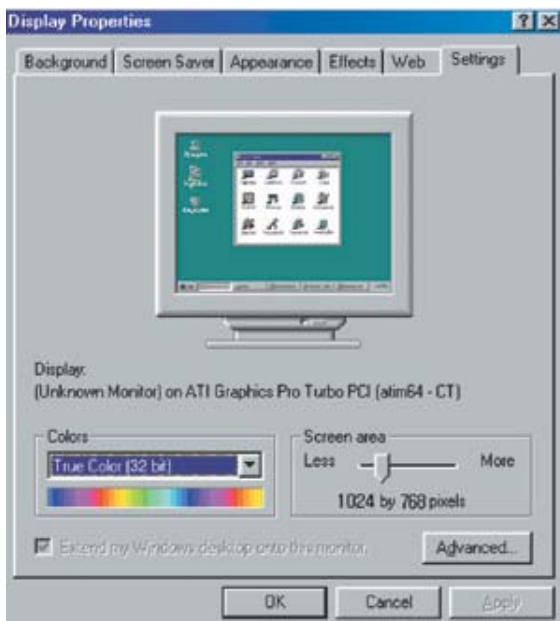 Display Properties
Background Screen Saver Appearance Effects Web Settings
Display:
(Unknown Monitor) on ATI Graphics Pro Turbo PCI (atim64 - CT)
Colors
True Color (32 bit)
Screen area
Less More
1024 by 768 pixels
Extend my Windows desktop onto this monitor.
Advanced...
OK Cancel Apply